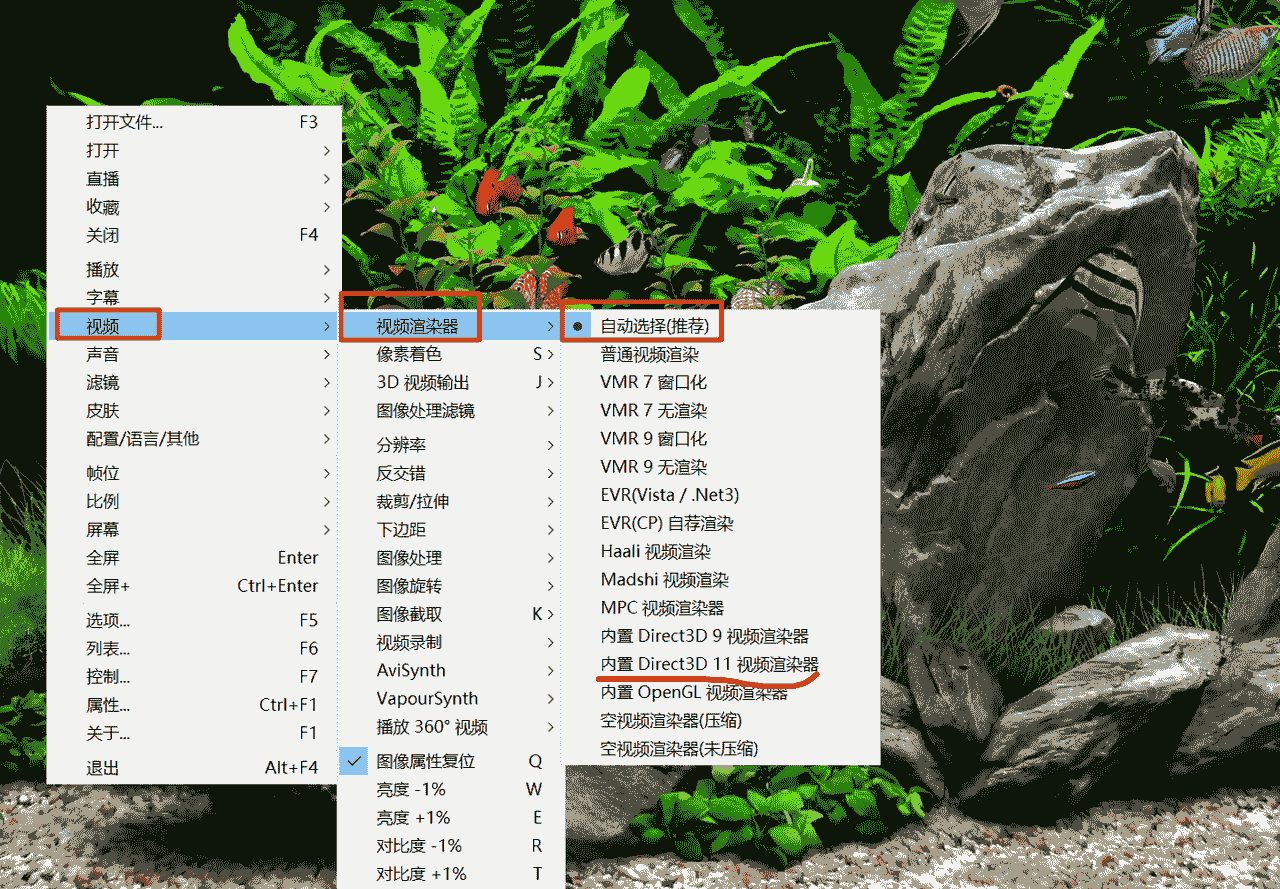 打开文件... F3
打开
直播
收藏
关闭 F4
播放
字幕
视频
声音
滤镜
皮肤
配置/语言/其他
帧位
比例
屏幕
全屏 Enter
全屏+ Ctrl+Enter
选项... F5
列表... F6
控制... F7
属性... Ctrl+F1
关于... F1
退出 Alt+F4
视频渲染器
像素着色 S
3D 视频输出 J
图像处理滤镜
分辨率
反交错
裁剪/拉伸
下边距
图像处理
图像旋转
图像截取 K
视频录制
AviSynth
VapourSynth
播放 360° 视频
图像属性复位 Q
亮度 -1% W
亮度 +1% E
对比度 -1% R
对比度 +1% T
自动选择(推荐)
普通视频渲染
VMR 7 窗口化
VMR 7 无渲染
VMR 9 窗口化
VMR 9 无渲染
EVR(Vista / .Net3)
EVR(CP) 自荐渲染
Haali 视频渲染
Madshi 视频渲染
MPC 视频渲染器
内置 Direct3D 9 视频渲染器
内置 Direct3D 11 视频渲染器
内置 OpenGL 视频渲染器
空视频渲染器(压缩)
空视频渲染器(未压缩)